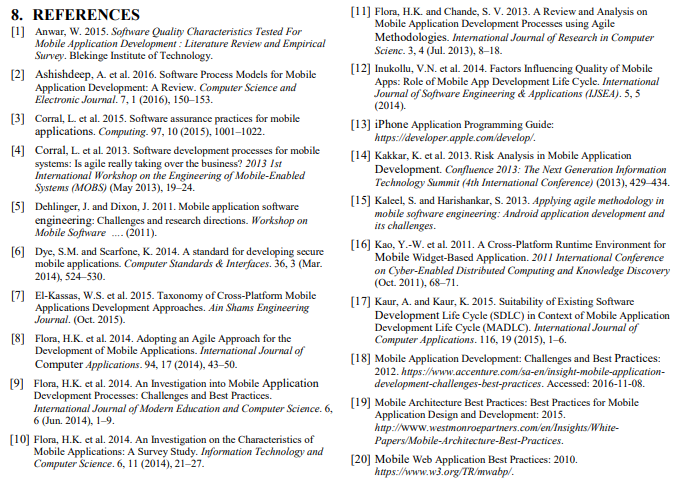 8. REFERENCES
[1] Anwar, W. 2015. Software Quality Characteristics Tested For
Mobile Application Development : Literature Review and Empirical
Survey. Blekinge Institute of Technology.
[2] Ashishdeep, A. et al. 2016. Software Process Models for Mobile
Application Development: A Review. Computer Science and
Electronic Journal. 7, 1 (2016), 150–153.
[3] Corral, L. et al. 2015. Software assurance practices for mobile
applications. Computing. 97, 10 (2015), 1001–1022.
[4] Corral, L. et al. 2013. Software development processes for mobile
systems: Is agile really taking over the business? 2013 1st
International Workshop on the Engineering of Mobile-Enabled
Systems (MOBS) (May 2013), 19–24.
[5] Dehlinger, J. and Dixon, J. 2011. Mobile application software
engineering: Challenges and research directions. Workshop on
Mobile Software …. (2011).
[6] Dye, S.M. and Scarfone, K. 2014. A standard for developing secure
mobile applications. Computer Standards & Interfaces. 36, 3 (Mar.
2014), 524–530.
[7] El-Kassas, W.S. et al. 2015. Taxonomy of Cross-Platform Mobile
Applications Development Approaches. Ain Shams Engineering
Journal. (Oct. 2015).
[8] Flora, H.K. et al. 2014. Adopting an Agile Approach for the
Development of Mobile Applications. International Journal of
Computer Applications. 94, 17 (2014), 43–50.
[9] Flora, H.K. et al. 2014. An Investigation into Mobile Application
Development Processes: Challenges and Best Practices.
International Journal of Modern Education and Computer Science. 6,
6 (Jun. 2014), 1–9.
[10] Flora, H.K. et al. 2014. An Investigation on the Characteristics of
Mobile Applications: A Survey Study. Information Technology and
Computer Science. 6, 11 (2014), 21–27.
[11] Flora, H.K. and Chande, S. V. 2013. A Review and Analysis on
Mobile Application Development Processes using Agile
Methodologies. International Journal of Research in Computer
Scienc. 3, 4 (Jul. 2013), 8–18.
[12] Inukollu, V.N. et al. 2014. Factors Influencing Quality of Mobile
Apps: Role of Mobile App Development Life Cycle. International
Journal of Software Engineering & Applications (IJSEA). 5, 5
(2014).
[13] iPhone Application Programming Guide:
https://developer.apple.com/develop/.
[14] Kakkar, K. et al. 2013. Risk Analysis in Mobile Application
Development. Confluence 2013: The Next Generation Information
Technology Summit (4th International Conference) (2013), 429–434.
[15] Kaleel, S. and Harishankar, S. 2013. Applying agile methodology in
mobile software engineering: Android application development and
its challenges.
[16] Kao, Y.-W. et al. 2011. A Cross-Platform Runtime Environment for
Mobile Widget-Based Application. 2011 International Conference
on Cyber-Enabled Distributed Computing and Knowledge Discovery
(Oct. 2011), 68–71.
[17] Kaur, A. and Kaur, K. 2015. Suitability of Existing Software
Development Life Cycle (SDLC) in Context of Mobile Application
Development Life Cycle (MADLC). International Journal of
Computer Applications. 116, 19 (2015), 1–6.
[18] Mobile Application Development: Challenges and Best Practices:
2012. https://www.accenture.com/sa-en/insight-mobile-application-
development-challenges-best-practices. Accessed: 2016-11-08.
[19] Mobile Architecture Best Practices: Best Practices for Mobile
Application Design and Development: 2015.
http://www.westmonroepartners.com/en/Insights/White-
Papers/Mobile-Architecture-Best-Practices.
[20] Mobile Web Application Best Practices: 2010.
https://www.w3.org/TR/mwabp/.